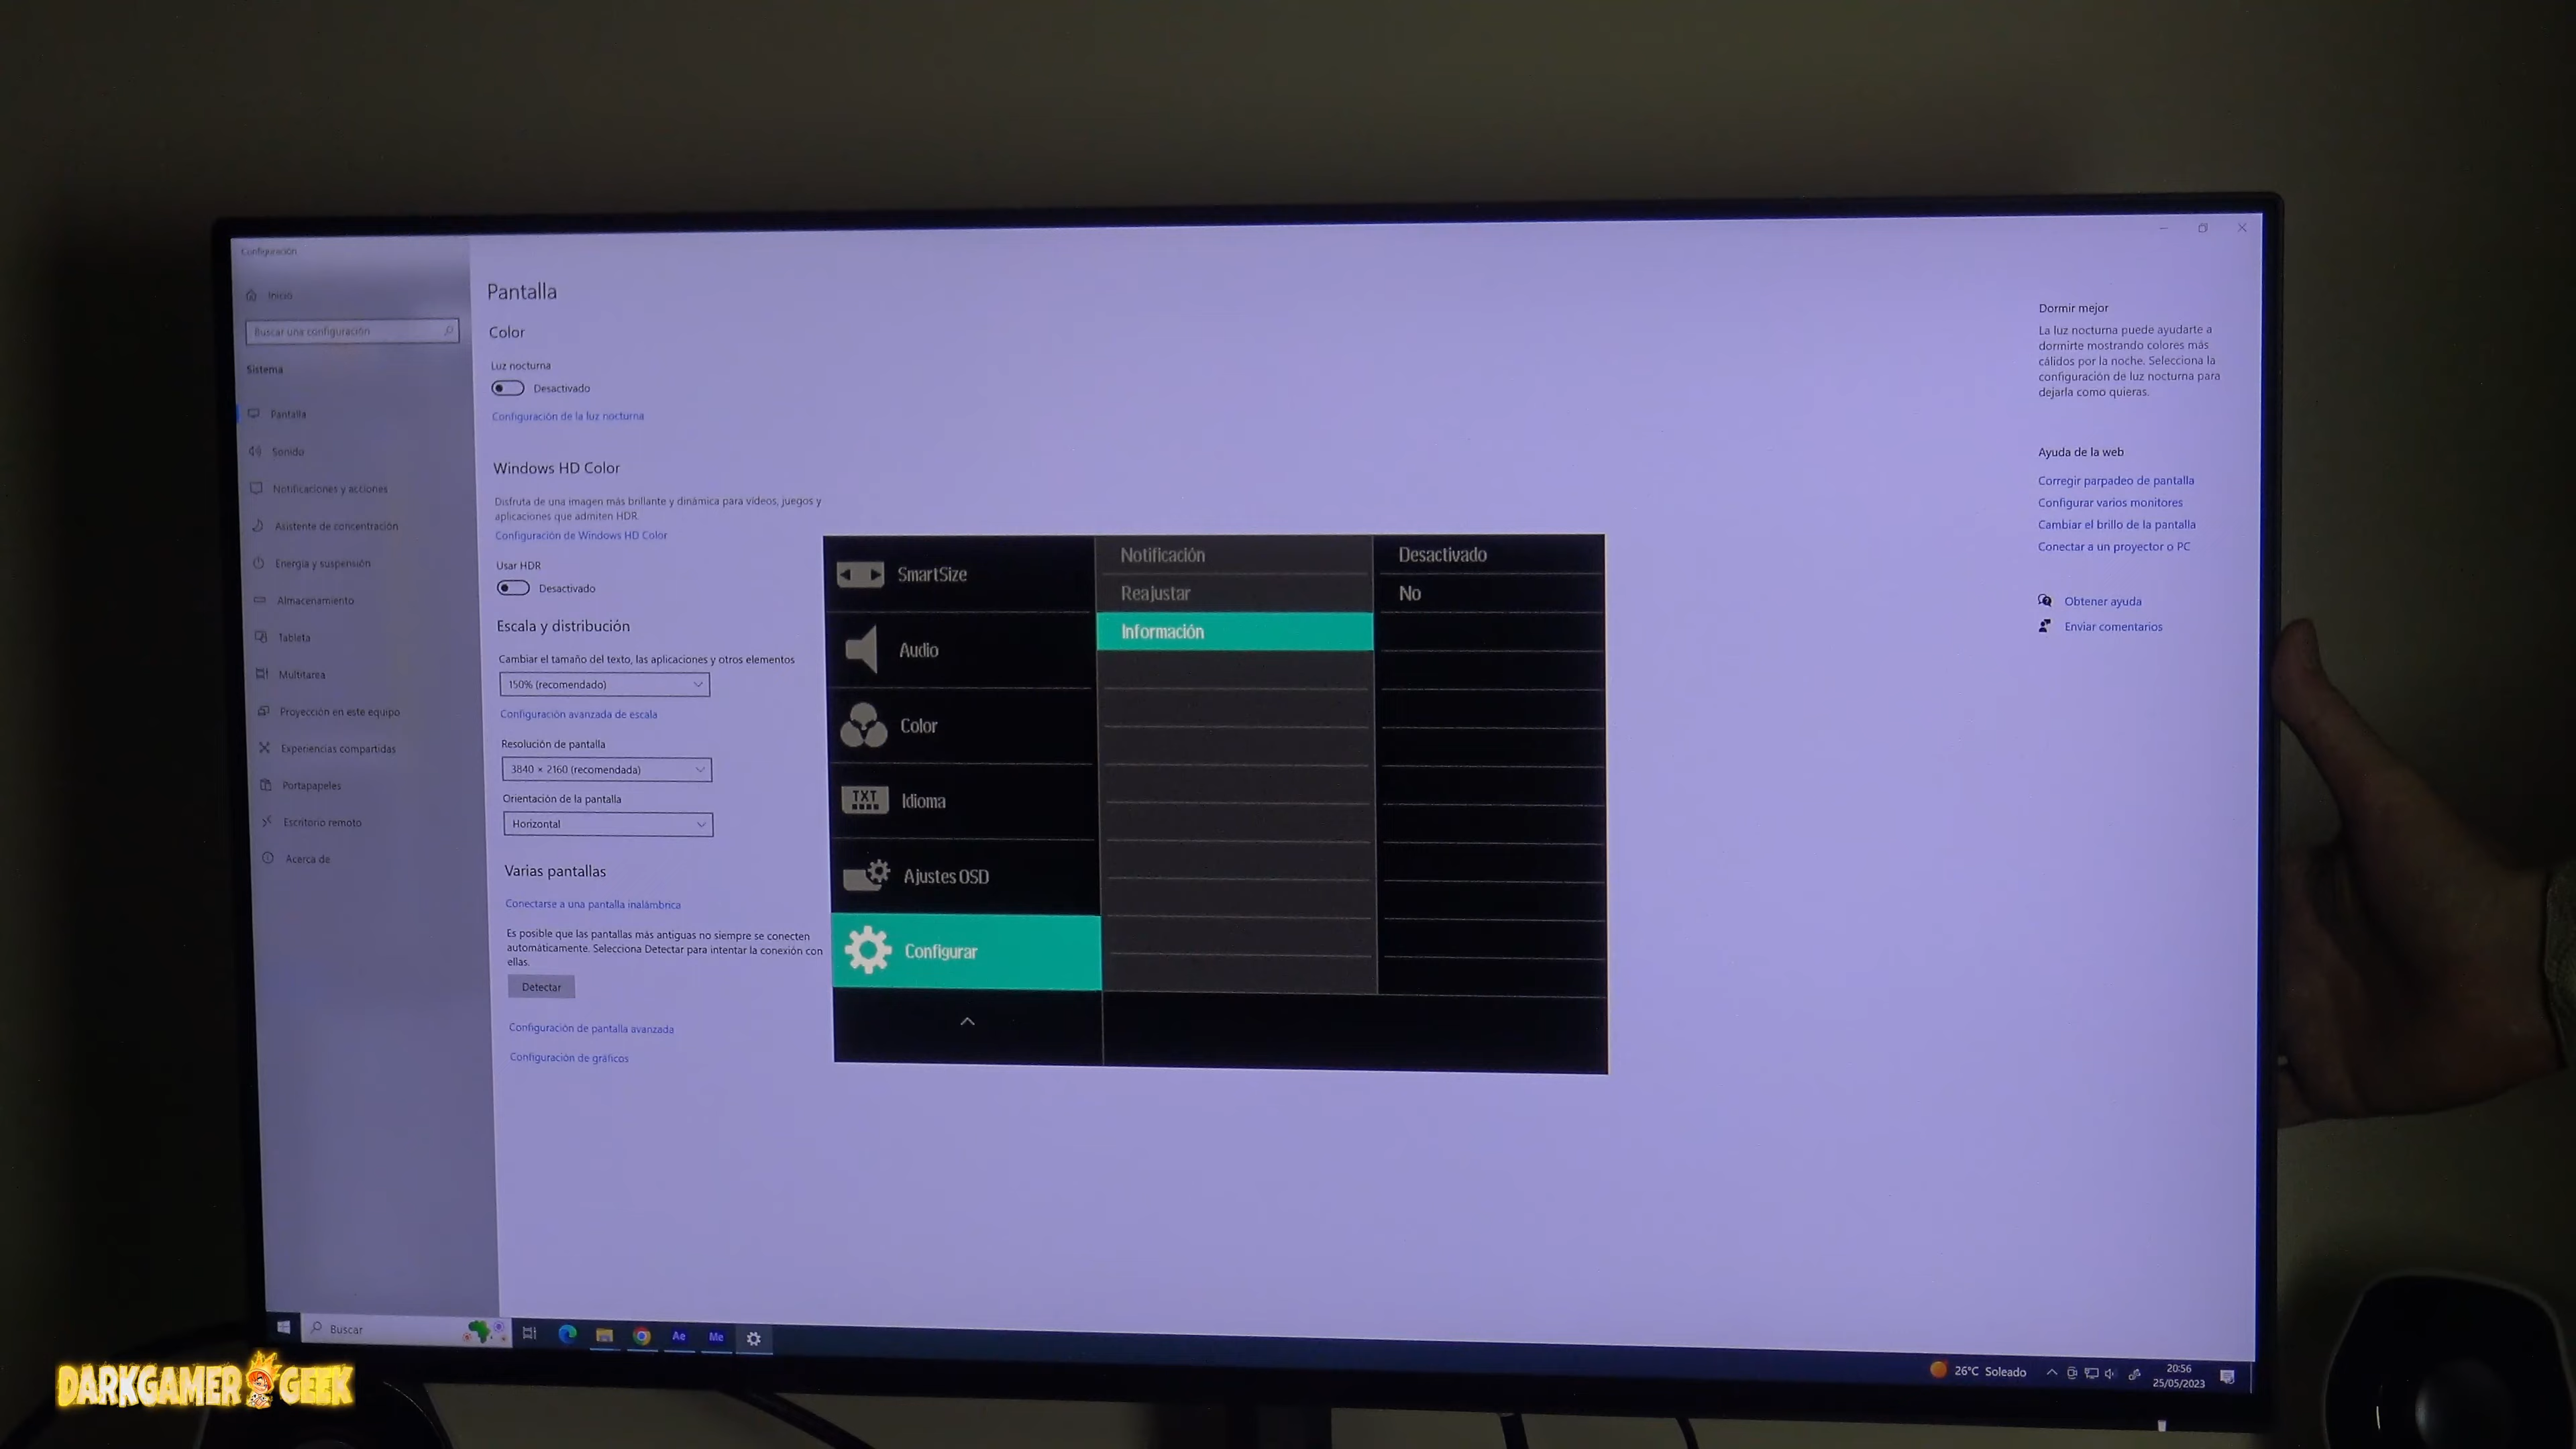 Configuración
Inicio
Buscar una configuración
Sistema
Pantalla
Sonido
Notificaciones y acciones
Asistente de concentración
Energía y suspensión
Almacenamiento
Tableta
Multitarea
Proyección en este equipo
Experiencias compartidas
Portapapeles
Escritorio remoto
Acerca de
Pantalla
Color
Luz nocturna
Desactivado
Configuración de la luz nocturna
Windows HD Color
Disfruta de una imagen más brillante y dinámica para vídeos, juegos y
aplicaciones que admiten HDR.
Configuración de Windows HD Color
Usar HDR
Desactivado
Escala y distribución
Cambiar el tamaño del texto, las aplicaciones y otros elementos
150% (recomendado)
Configuración avanzada de escala
Resolución de pantalla
3840 × 2160 (recomendada)
Orientación de la pantalla
Horizontal
Varias pantallas
Conectarse a una pantalla inalámbrica
Es posible que las pantallas más antiguas no siempre se conecten
automáticamente. Selecciona Detectar para intentar la conexión con
ellas.
Detectar
Configuración de pantalla avanzada
Configuración de gráficos
SmartSize
Audio
Color
TXT
Idioma
Ajustes OSD
Configurar
Notificación
Desactivado
Reajustar
No
Información
Dormir mejor
La luz nocturna puede ayudarte a
dormirte mostrando colores más
cálidos por la noche. Selecciona la
configuración de luz nocturna para
dejarla como quieras.
Ayuda de la web
Corregir parpadeo de pantalla
Configurar varios monitores
Cambiar el brillo de la pantalla
Conectar a un proyector o PC
Obtener ayuda
Enviar comentarios
Buscar
Ae
Me
26°C Soleado
20:56
25/05/2023
DARKGAMER GEEK